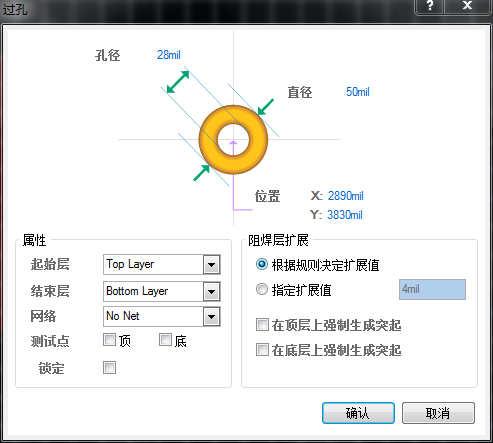 过孔
孔径 28mil
直径 50mil
位置 X: 2890mil
Y: 3830mil
属性
起始层 Top Layer
结束层 Bottom Layer
网络 No Net
测试点 顶 底
锁定
阻焊层扩展
根据规则决定扩展值
指定扩展值 4mil
在顶层上强制生成突起
在底层上强制生成突起
确认 取消